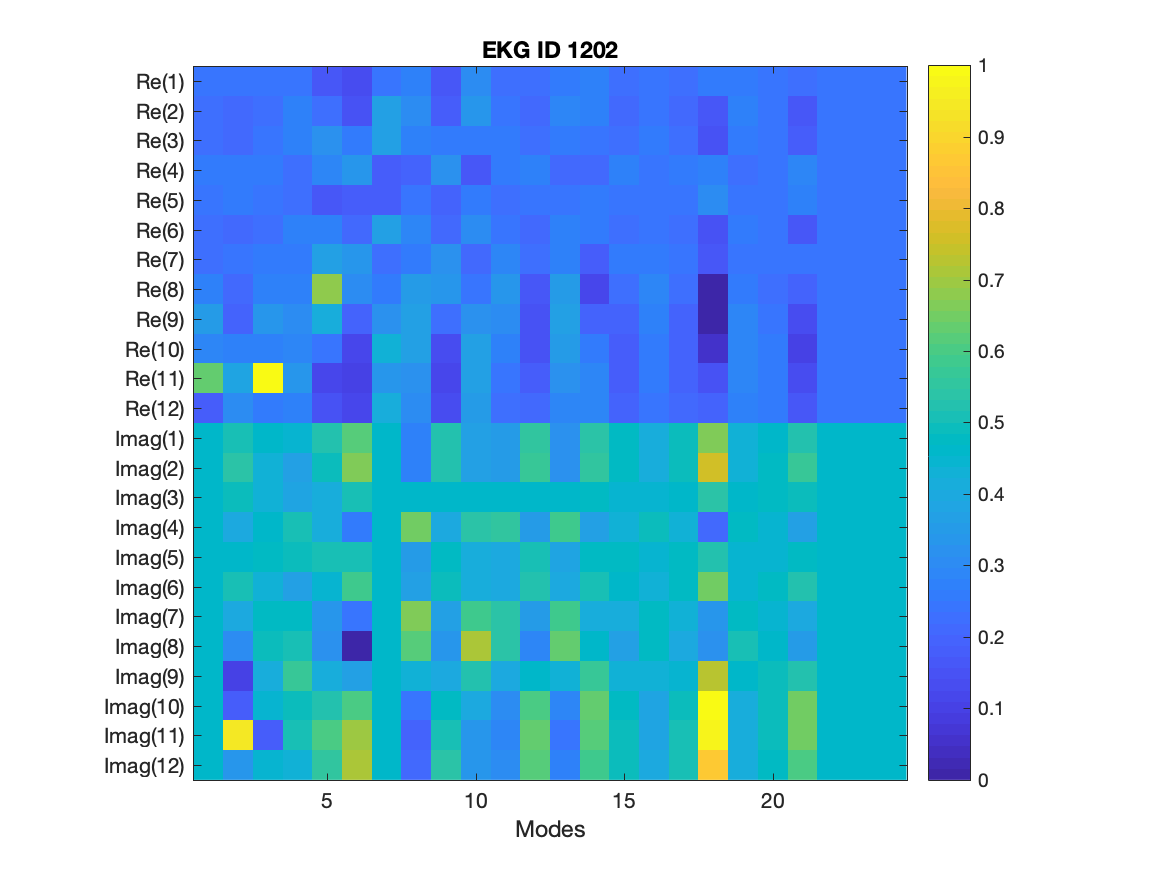 EKG ID 1202
Re(1)
Re(2)
Re(3)
Re(4)
Re(5)
Re(6)
Re(7)
Re(8)
Re(9)
Re(10)
Re(11)
Re(12)
Imag(1)
Imag(2)
Imag(3)
Imag(4)
Imag(5)
Imag(6)
Imag(7)
Imag(8)
Imag(9)
Imag(10)
Imag(11)
Imag(12)
5 10 15 20
Modes
1
0.9
0.8
0.7
0.6
0.5
0.4
0.3
0.2
0.1
0